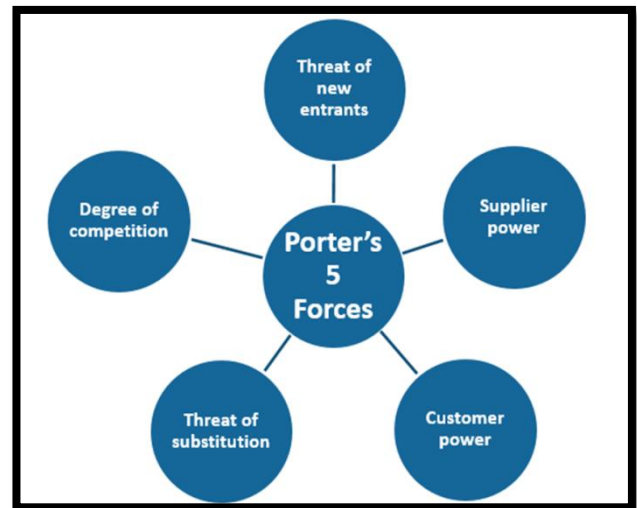 Threat of
new
entrants
Degree of
competition
Supplier
power
Porter's
5
Forces
Threat of
substitution
Customer
power